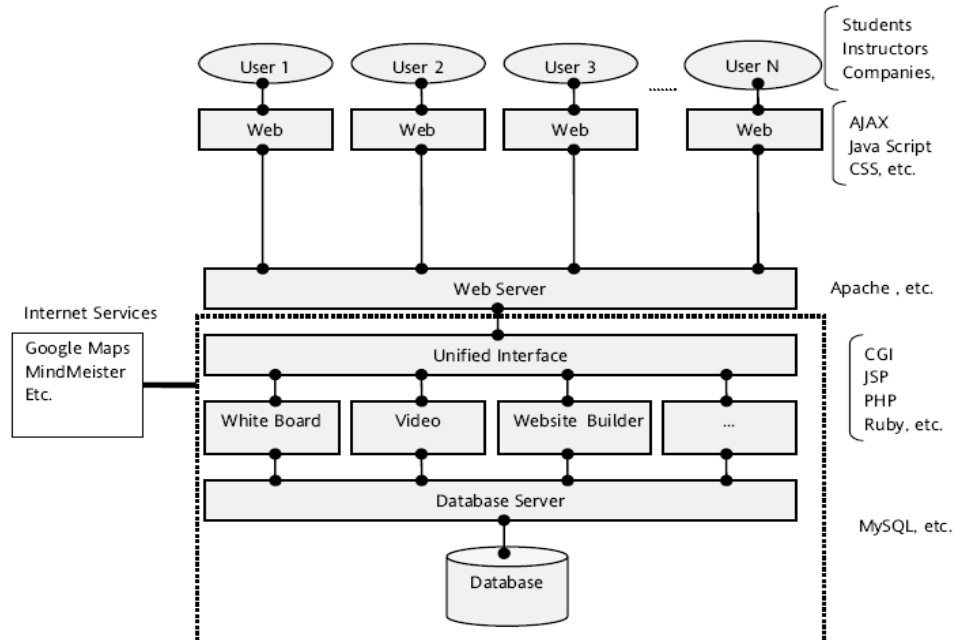 Students
Instructors
Companies,
User 1
User 2
User 3
........
User N
Web
Web
Web
Web
AJAX
Java Script
CSS, etc.
Web Server
Apache , etc.
Internet Services
Google Maps
MindMeister
Etc.
Unified Interface
CGI
JSP
PHP
Ruby, etc.
White Board
Video
Website Builder
...
Database Server
MySQL, etc.
Database